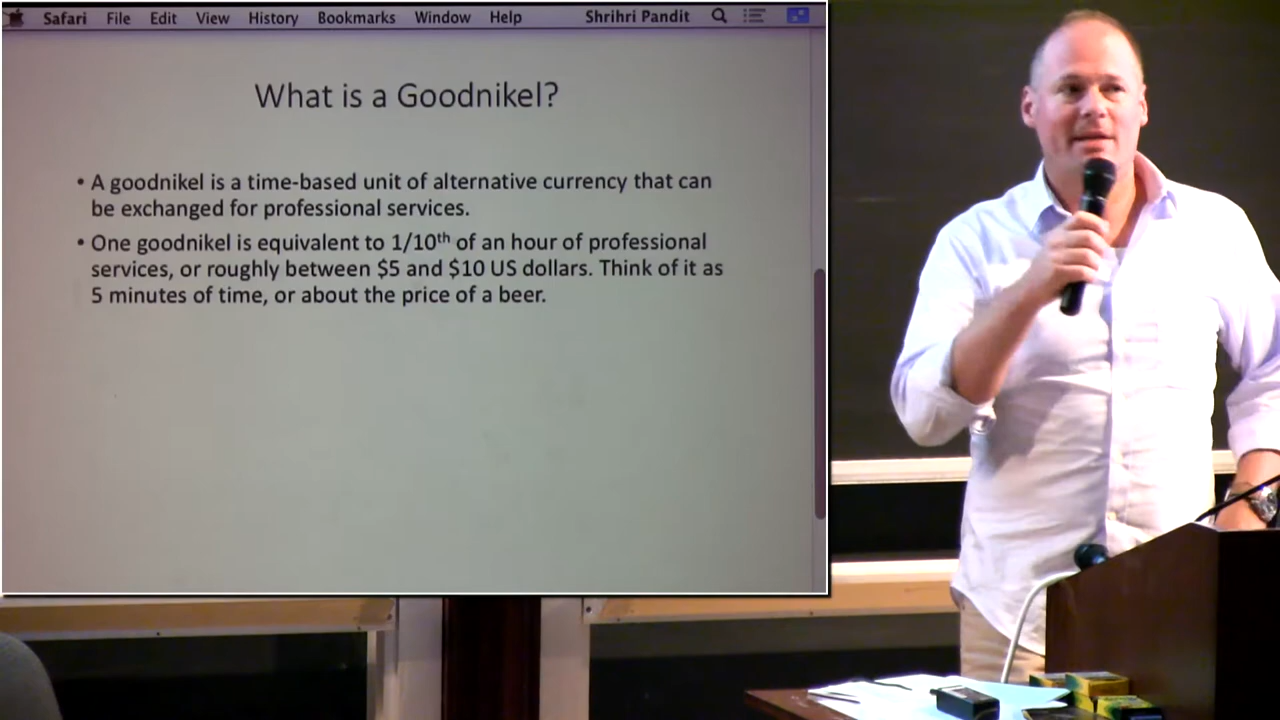 Safari File Edit View History Bookmarks Window Help Shrihri Pandit
What is a Goodnikel?
• A goodnikel is a time-based unit of alternative currency that can
be exchanged for professional services.
• One goodnikel is equivalent to 1/10th of an hour of professional
services, or roughly between $5 and $10 US dollars. Think of it as
5 minutes of time, or about the price of a beer.